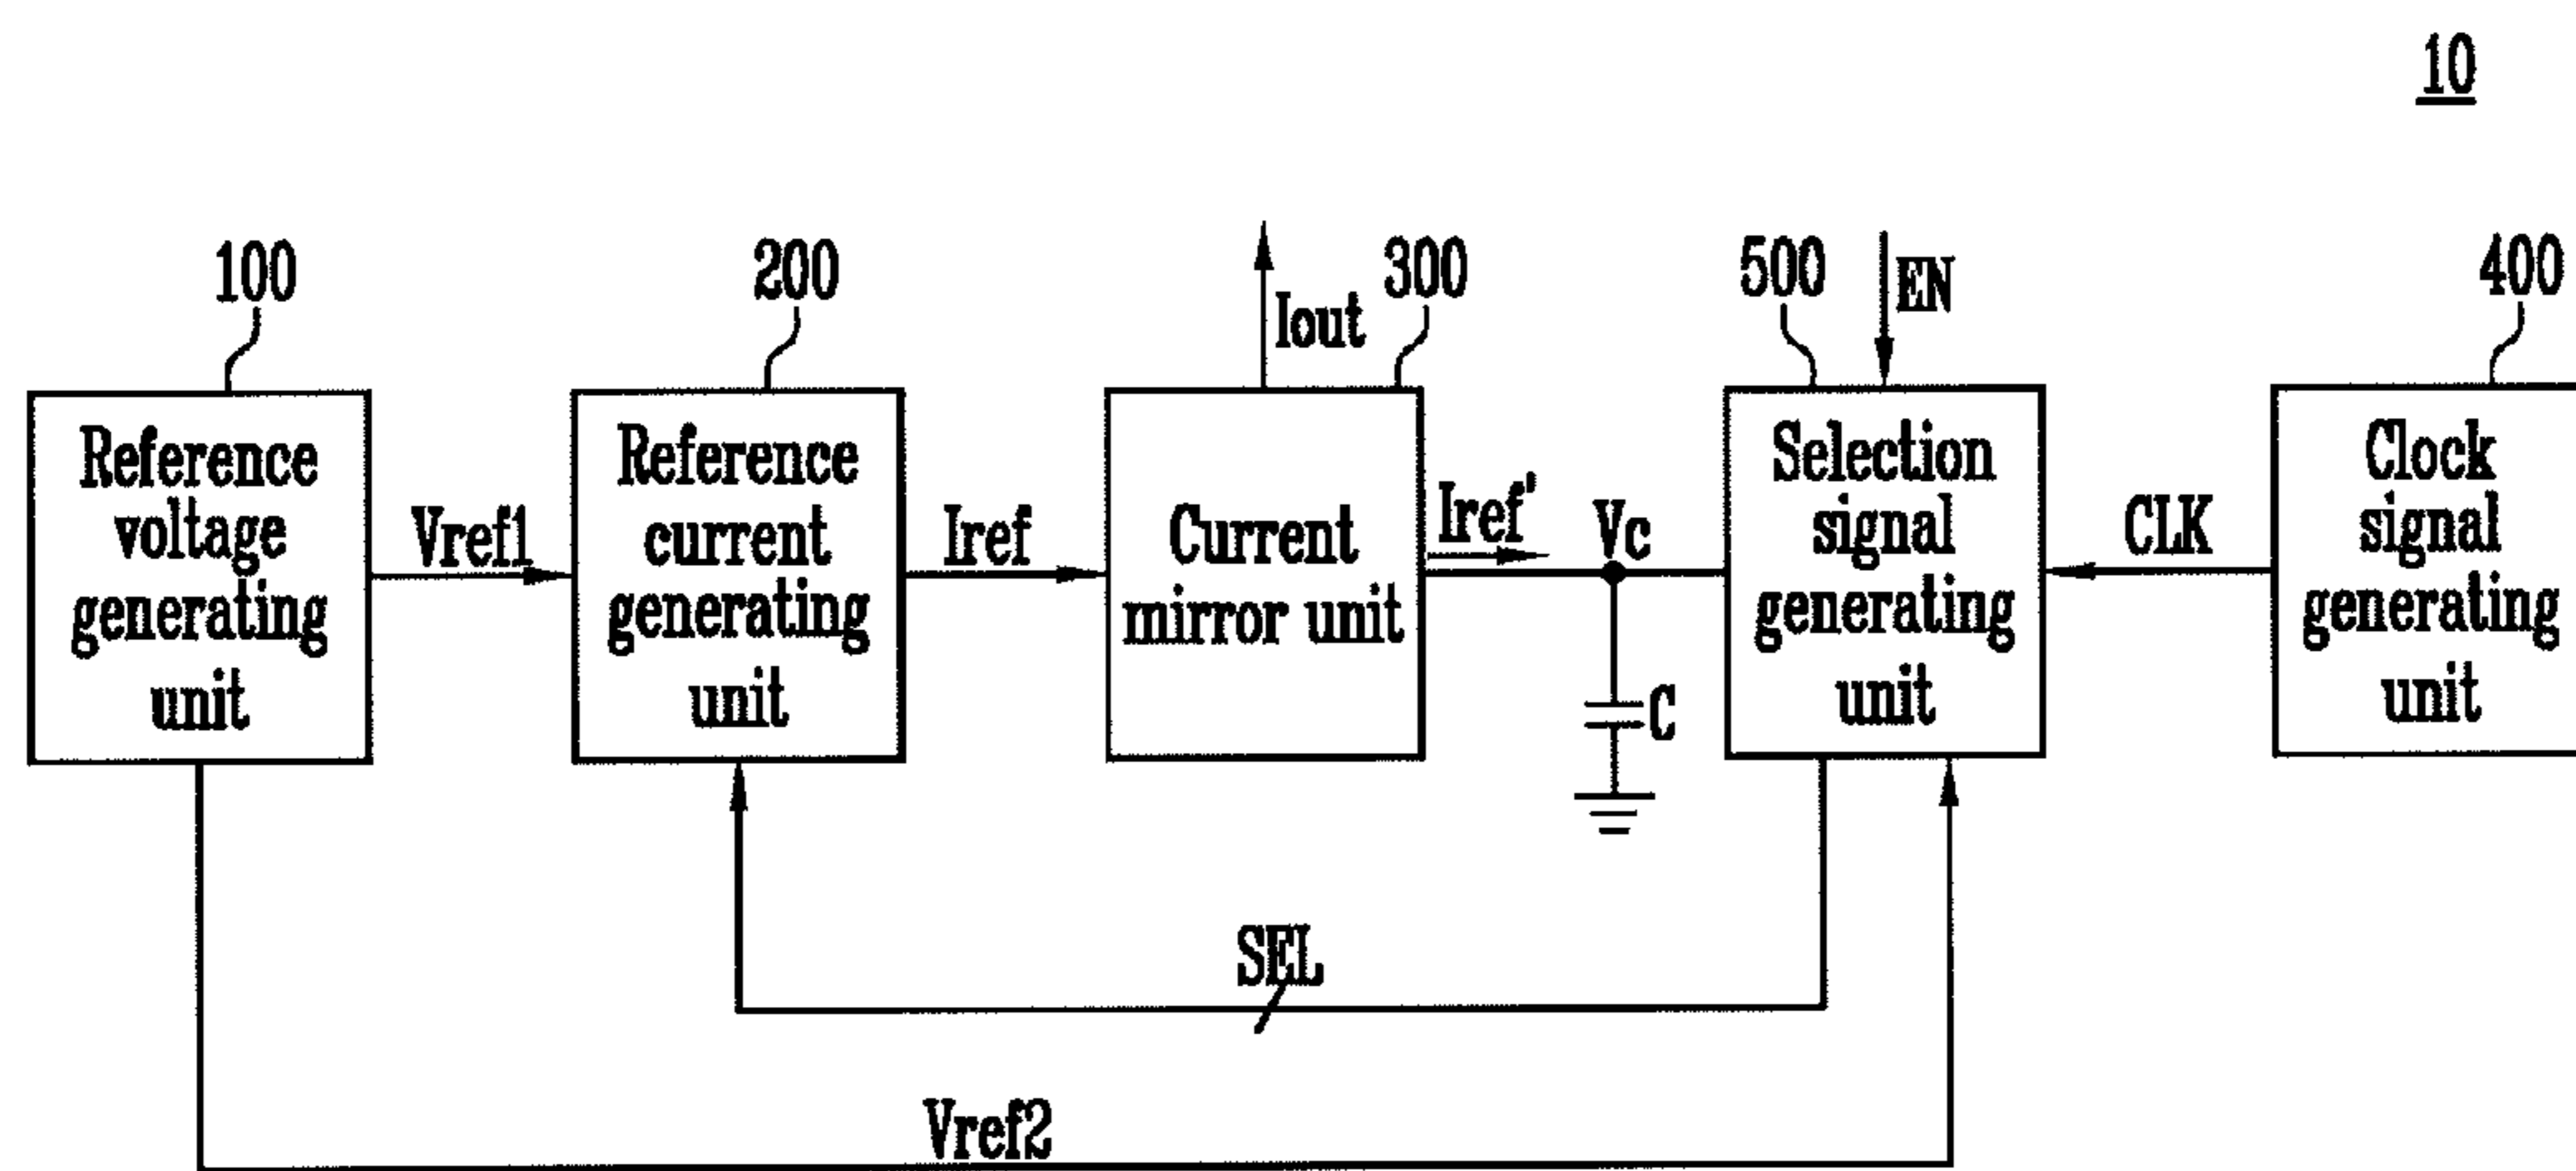 10
100
200
Iout
300
500
EN
400
Reference
voltage
generating
unit
Vref1
Reference
current
generating
unit
Iref
Current
mirror unit
Iref'
Vc
C
Selection
signal
generating
unit
CLK
Clock
signal
generating
unit
SEL
Vref2